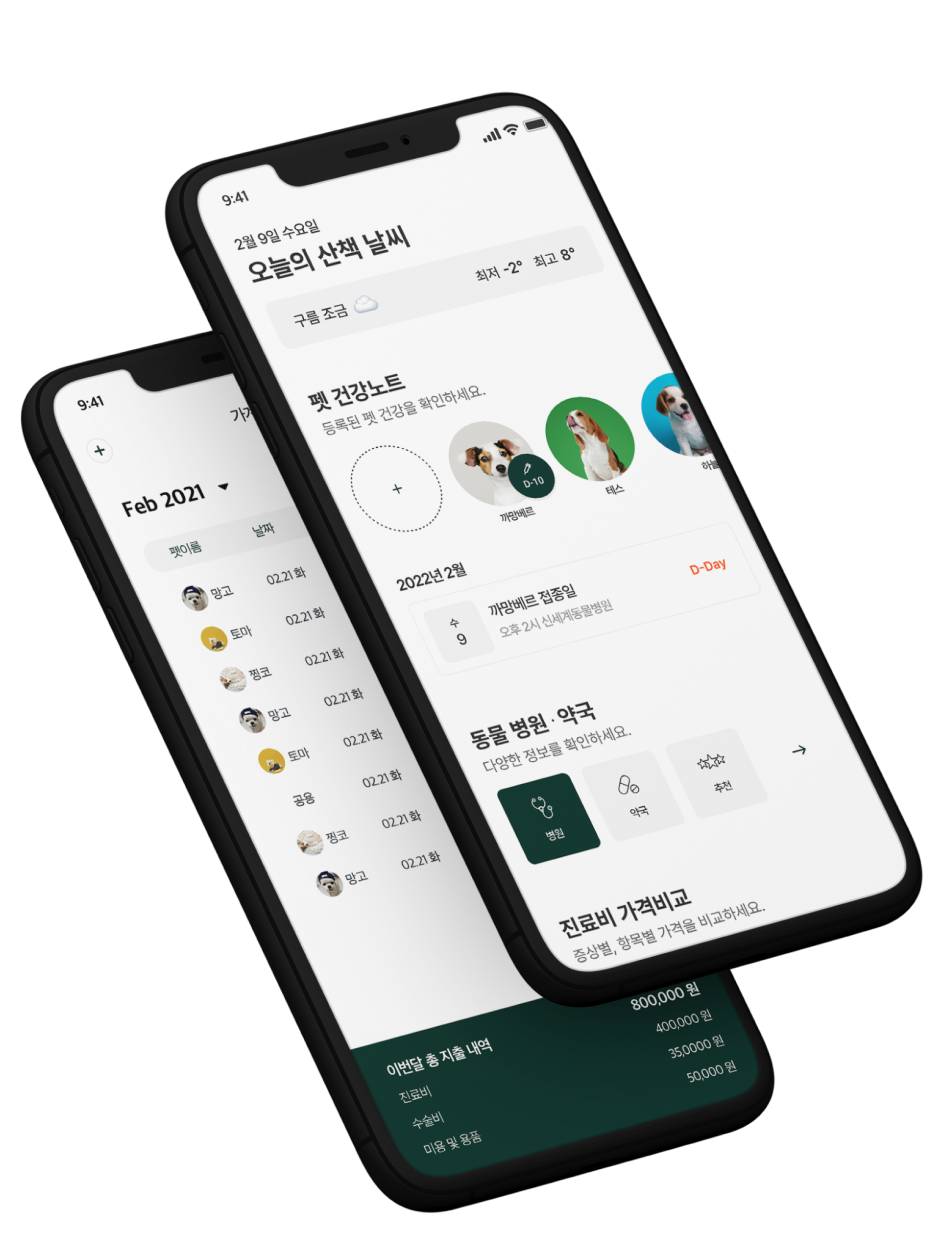 9:41
2월 9일 수요일
오늘의 산책 날씨
구름 조금
최저 -2° 최고 8°
펫 건강노트
등록된 펫 건강을 확인하세요.
+
D-10
까망베르
테스
하늘
2022년 2월
수
9
까망베르 접종일
오후 2시 신세계동물병원
D-Day
동물 병원 · 약국
다양한 정보를 확인하세요.
병원
약국
추천
진료비 가격비교
증상별, 항목별 가격을 비교하세요.
9:41
+
Feb 2021
펫이름 날짜
망고 02.21 화
토마 02.21 화
찡코 02.21 화
망고 02.21 화
토마 02.21 화
공용 02.21 화
찡코 02.21 화
망고 02.21 화
이번달 총 지출 내역 800,000 원
진료비 400,000 원
수술비 35,0000 원
미용 및 용품 50,000 원